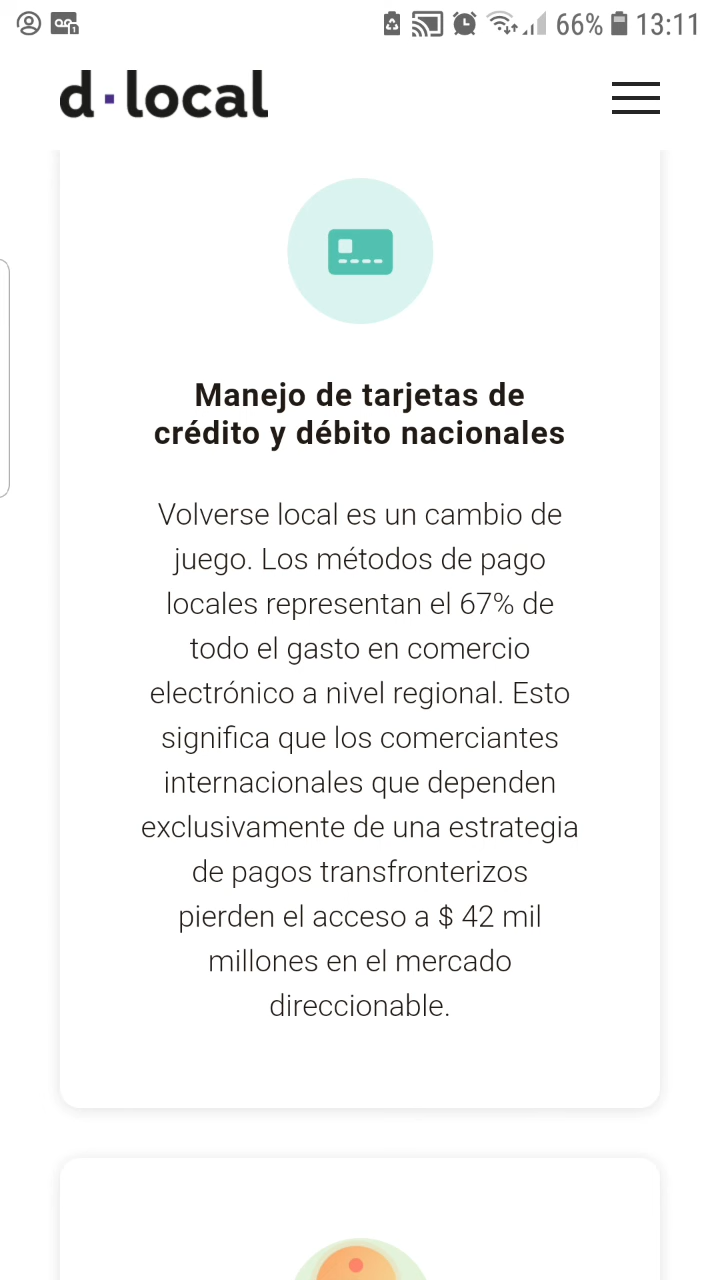 66% 13:11
d·local
Manejo de tarjetas de
crédito y débito nacionales
Volverse local es un cambio de
juego. Los métodos de pago
locales representan el 67% de
todo el gasto en comercio
electrónico a nivel regional. Esto
significa que los comerciantes
internacionales que dependen
exclusivamente de una estrategia
de pagos transfronterizos
pierden el acceso a $ 42 mil
millones en el mercado
direccionable.